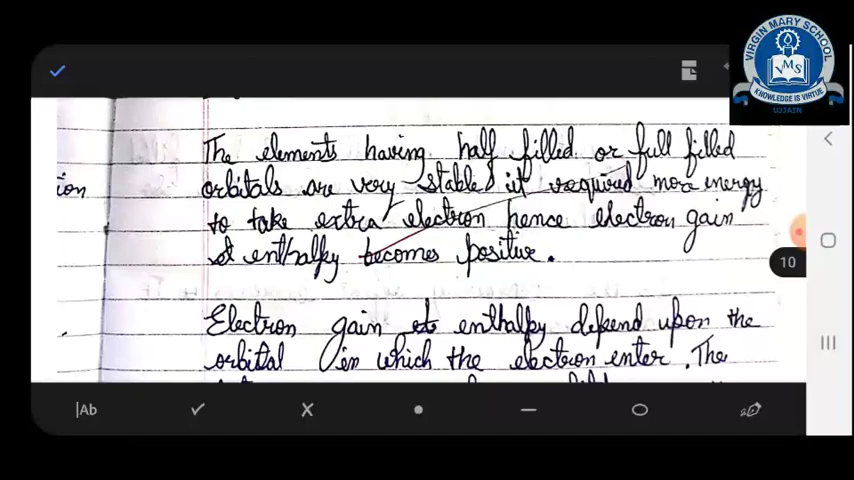 VIRGIN MARY SCHOOL
VMS
KNOWLEDGE IS VIRTUE
UJJAIN
The elements having half filled or full filled
ion
orbitals are very stable it required more energy
to take extra electron hence electron gain
enthalpy becomes positive.
10
Electron gain enthalpy depend upon the
orbital in which the electron enter. The
|Ab